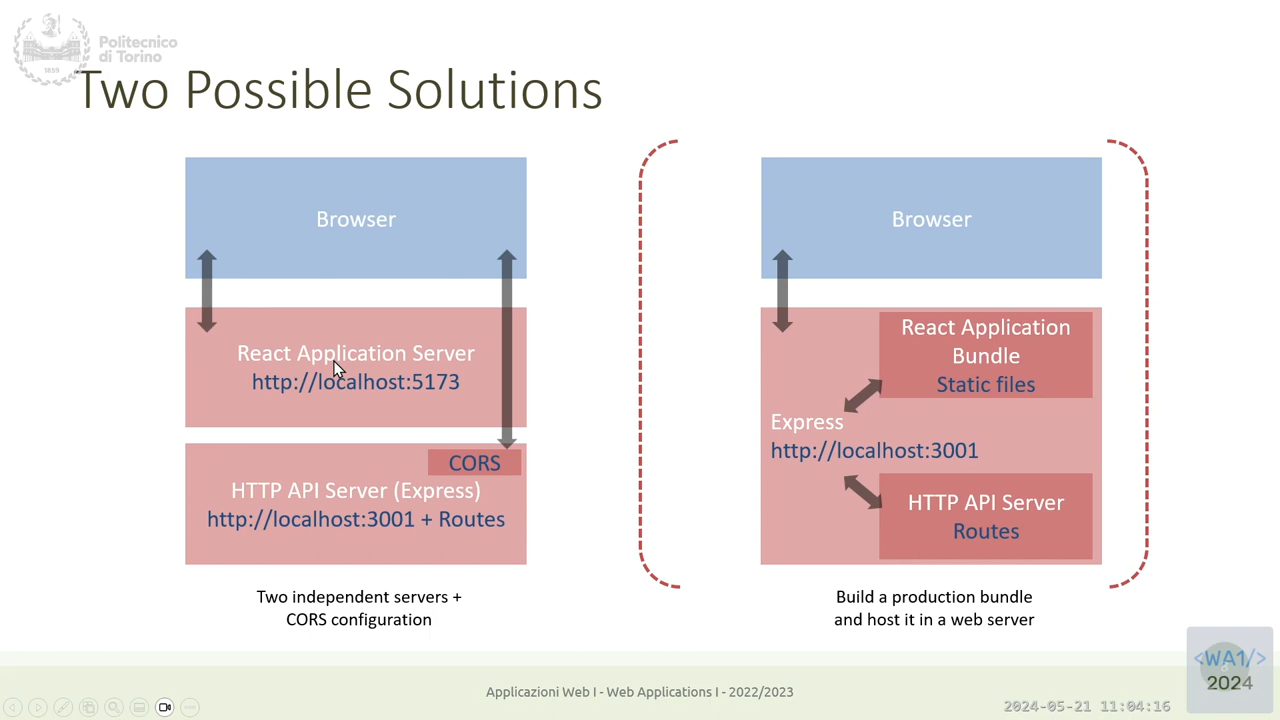 Politecnico
di Torino
1859
Two Possible Solutions
Browser
React Application Server
http://localhost:5173
CORS
HTTP API Server (Express)
http://localhost:3001 + Routes
Two independent servers +
CORS configuration
Browser
React Application
Bundle
Static files
Express
http://localhost:3001
HTTP API Server
Routes
Build a production bundle
and host it in a web server
Applicazioni Web I - Web Applications I - 2022/2023
<WA1/>
2024
2024-05-21 11:04:16